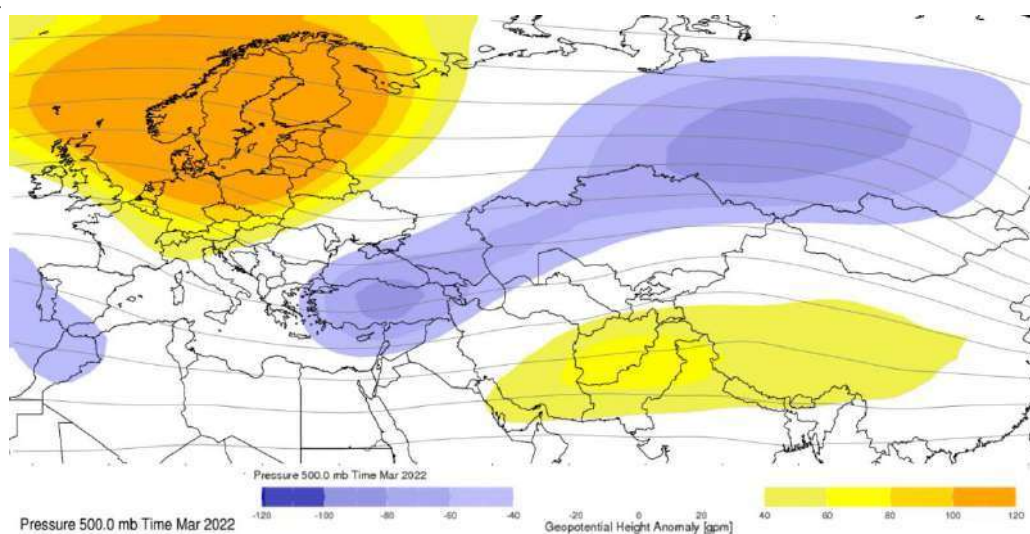 Pressure 500.0 mb Time Mar 2022
-120 -100 -80 -60 -40 -20 0 20 40 60 80 100 120
Geopotential Height Anomaly [gpm]
Pressure 500.0 mb Time Mar 2022